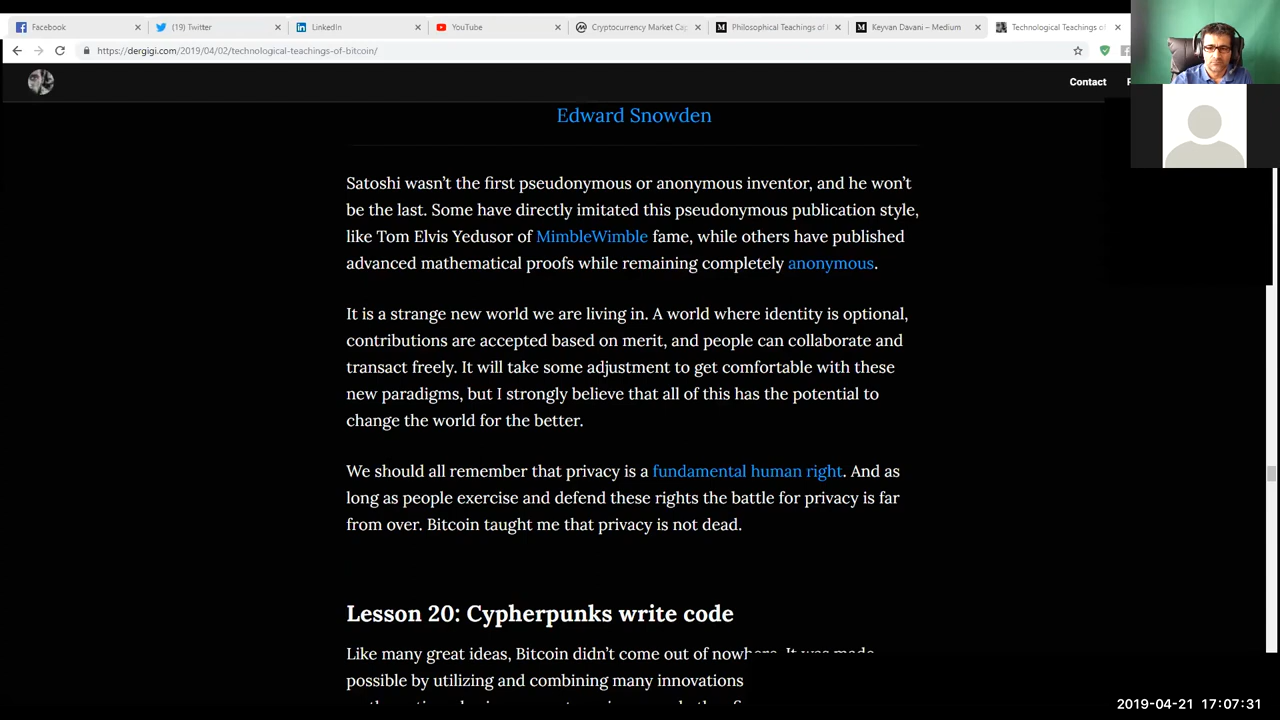 Facebook
(19) Twitter
LinkedIn
YouTube
Cryptocurrency Market Cap
Philosophical Teachings of
Keyvan Davani – Medium
Technological Teachings of
https://dergigi.com/2019/04/02/technological-teachings-of-bitcoin/
Contact
Edward Snowden
Satoshi wasn't the first pseudonymous or anonymous inventor, and he won't
be the last. Some have directly imitated this pseudonymous publication style,
like Tom Elvis Yedusor of MimbleWimble fame, while others have published
advanced mathematical proofs while remaining completely anonymous.
It is a strange new world we are living in. A world where identity is optional,
contributions are accepted based on merit, and people can collaborate and
transact freely. It will take some adjustment to get comfortable with these
new paradigms, but I strongly believe that all of this has the potential to
change the world for the better.
We should all remember that privacy is a fundamental human right. And as
long as people exercise and defend these rights the battle for privacy is far
from over. Bitcoin taught me that privacy is not dead.
Lesson 20: Cypherpunks write code
Like many great ideas, Bitcoin didn't come out of nowhere. It was made
possible by utilizing and combining many innovations
2019-04-21 17:07:31